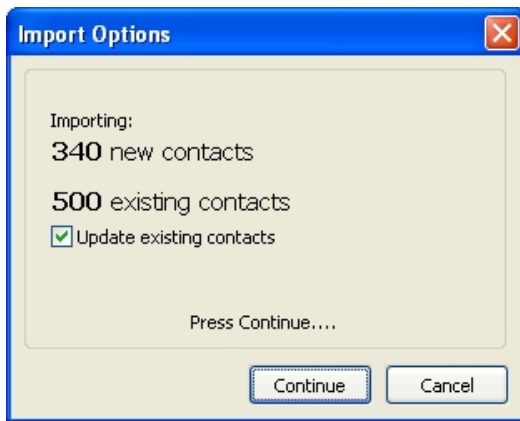 Import Options
Importing:
340 new contacts
500 existing contacts
Update existing contacts
Press Continue....
Continue
Cancel